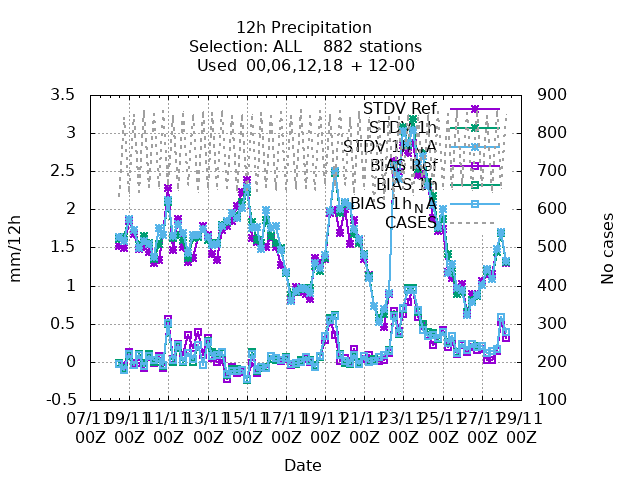 12h Precipitation
Selection: ALL 882 stations
Used 00,06,12,18 + 12-00
3.5
3
2.5
2
1.5
1
0.5
0
-0.5
900
800
700
600
500
400
300
200
100
mm/12h
No cases
STDV Ref
STDV 1h
STDV 1h_NA
BIAS Ref
BIAS 1h
BIAS 1h_NA
CASES
07/11 09/11 11/11 13/11 15/11 17/11 19/11 21/11 23/11 25/11 27/11 29/11
00Z 00Z 00Z 00Z 00Z 00Z 00Z 00Z 00Z 00Z 00Z 00Z
Date